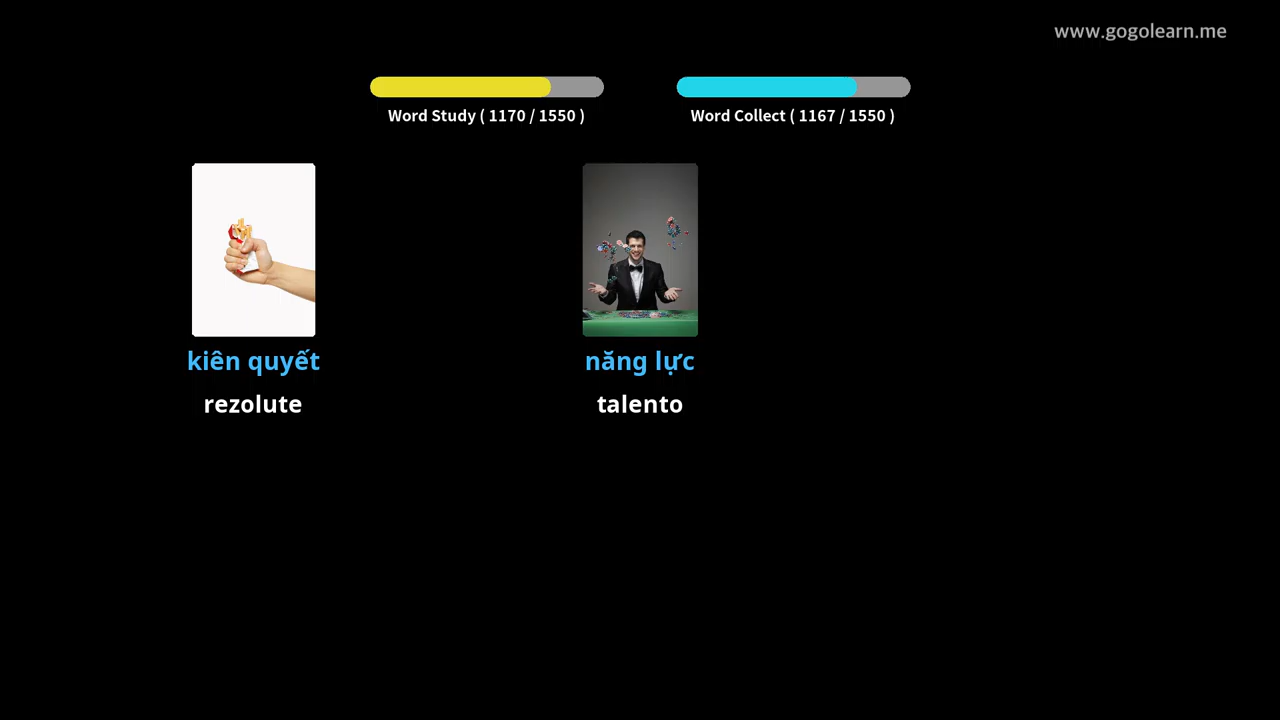 www.gogolearn.me
Word Study ( 1170 / 1550 )
Word Collect ( 1167 / 1550 )
kiên quyết
năng lực
rezolute
talento